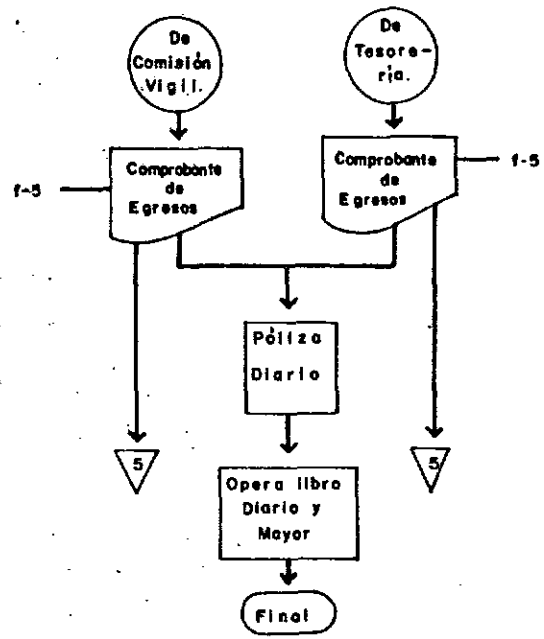 De
Comisión
Vigil.
De
Tesore-
ría.
f-5
Comprobante
de
Egresos
Comprobante
de
Egresos
f-5
Póliza
Diario
5
5
Opera libro
Diario y
Mayor
Final